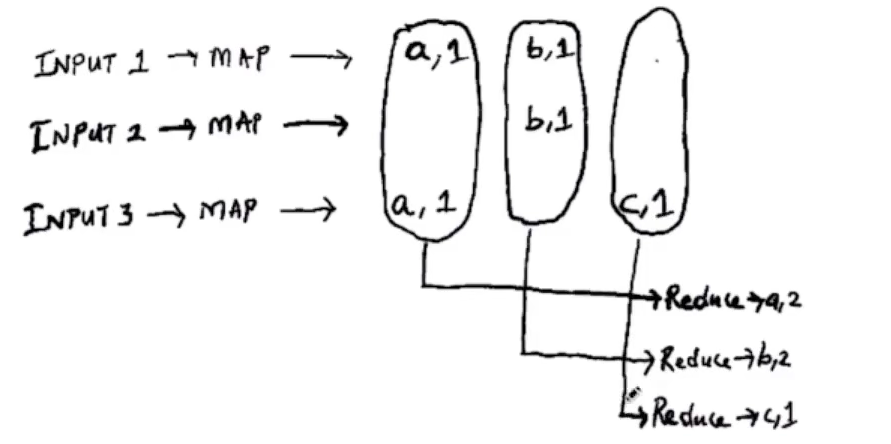 INPUT 1 → MAP → a,1 b,1
INPUT 2 → MAP → b,1
INPUT 3 → MAP → a,1 c,1
Reduce → a,2
Reduce → b,2
Reduce → c,1